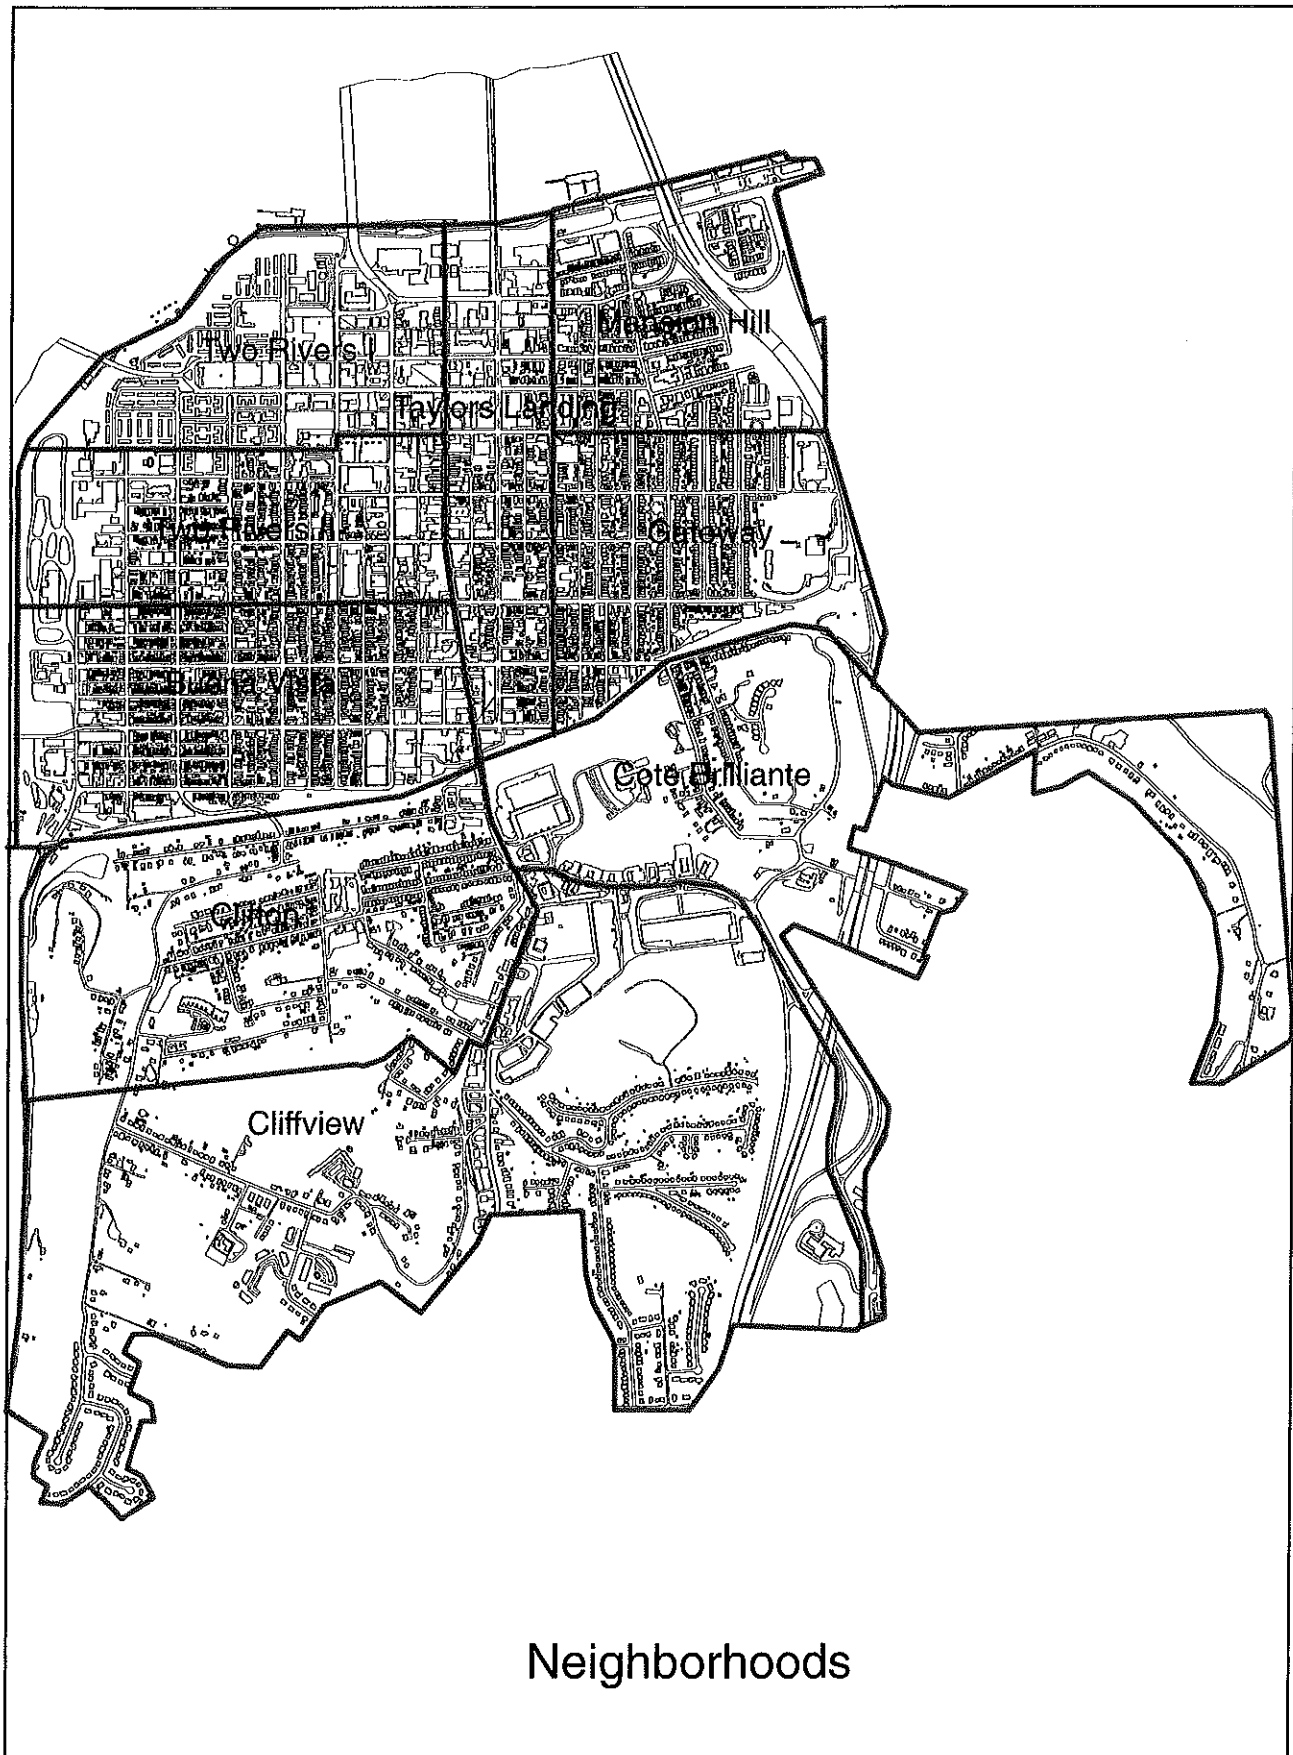 Mansion Hill
Two Rivers I
Taylors Landing
Two Rivers II
Gateway
Buena Vista
Cote Brilliante
Clifton
Cliffview
Neighborhoods